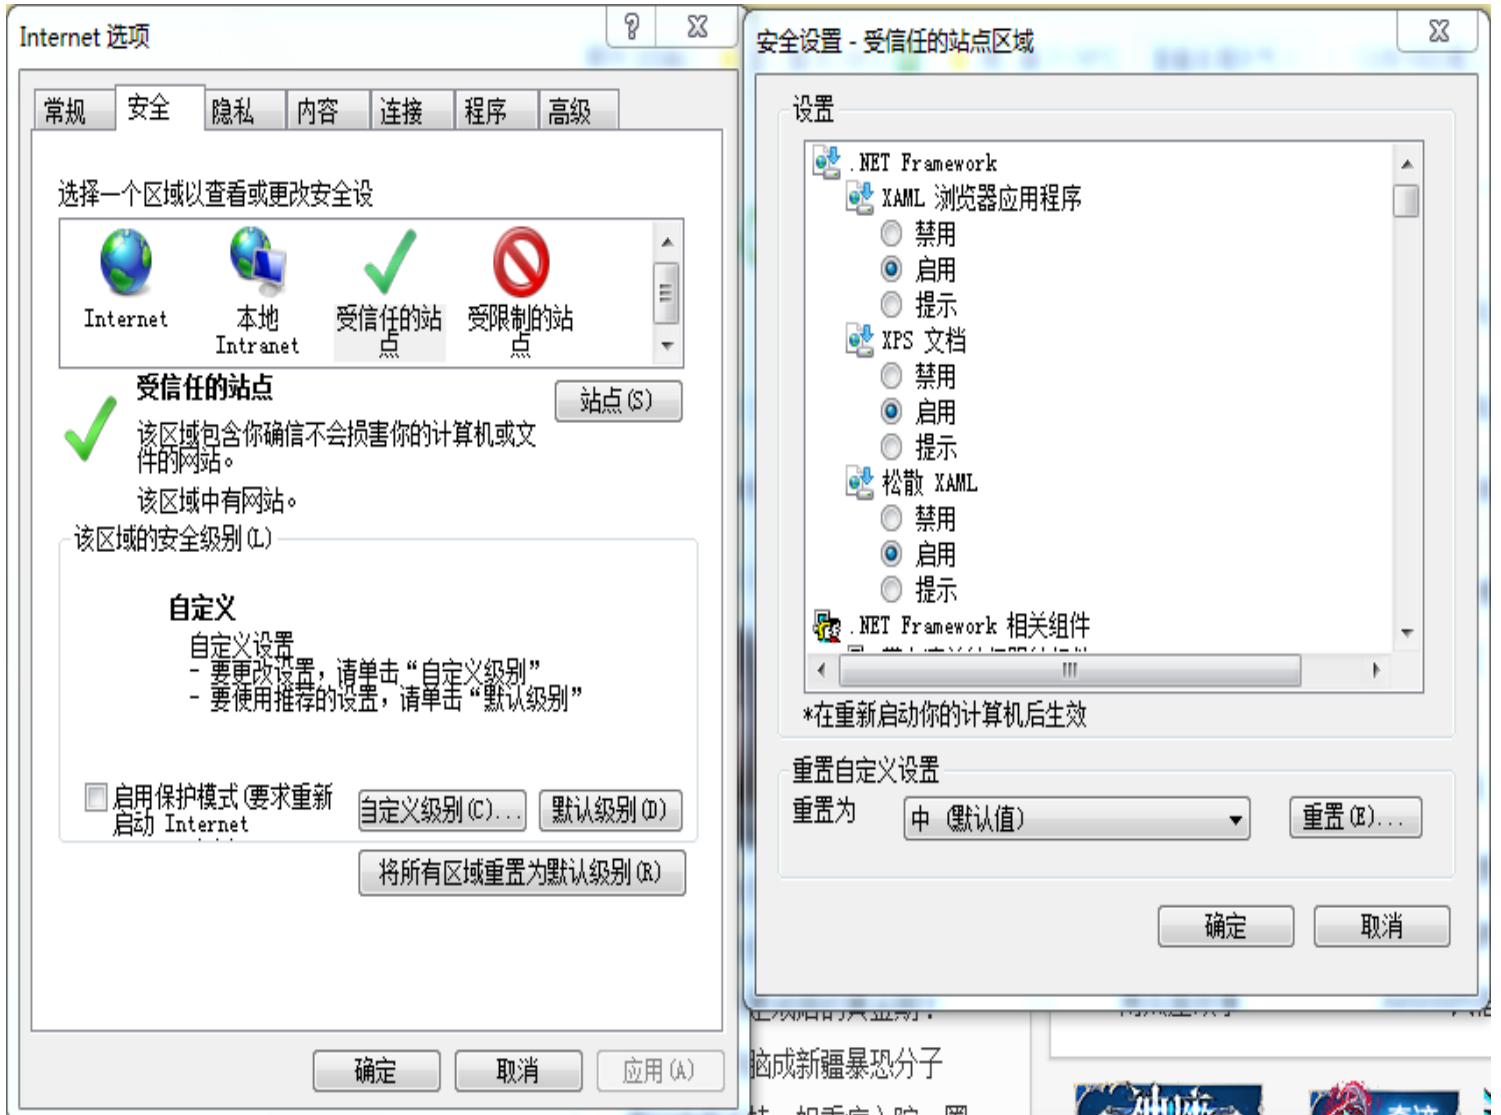 Internet 选项
常规 安全 隐私 内容 连接 程序 高级
选择一个区域以查看或更改安全设
Internet
本地
Intranet
受信任的站
点
受限制的站
点
受信任的站点
站点(S)
该区域包含你确信不会损害你的计算机或文
件的网站。
该区域中有网站。
该区域的安全级别(L)
自定义
自定义设置
- 要更改设置，请单击“自定义级别”
- 要使用推荐的设置，请单击“默认级别”
启用保护模式(要求重新
启动 Internet
自定义级别(C)... 默认级别(D)
将所有区域重置为默认级别(R)
确定 取消 应用(A)
安全设置 - 受信任的站点区域
设置
.NET Framework
XAML 浏览器应用程序
禁用
启用
提示
XPS 文档
禁用
启用
提示
松散 XAML
禁用
启用
提示
.NET Framework 相关组件
*在重新启动你的计算机后生效
重置自定义设置
重置为 中 (默认值) 重置(E)...
确定 取消
脑成新疆暴恐分子